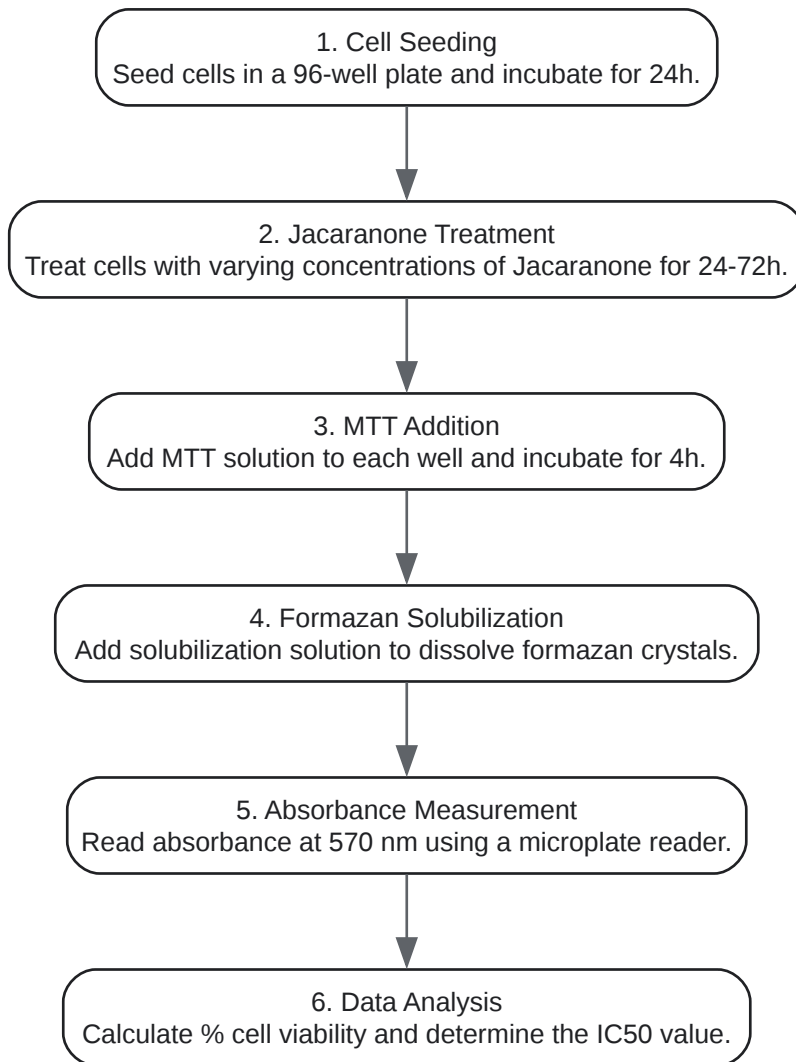 1. Cell Seeding
Seed cells in a 96-well plate and incubate for 24h.
2. Jacaranone Treatment
Treat cells with varying concentrations of Jacaranone for 24-72h.
3. MTT Addition
Add MTT solution to each well and incubate for 4h.
4. Formazan Solubilization
Add solubilization solution to dissolve formazan crystals.
5. Absorbance Measurement
Read absorbance at 570 nm using a microplate reader.
6. Data Analysis
Calculate % cell viability and determine the IC50 value.